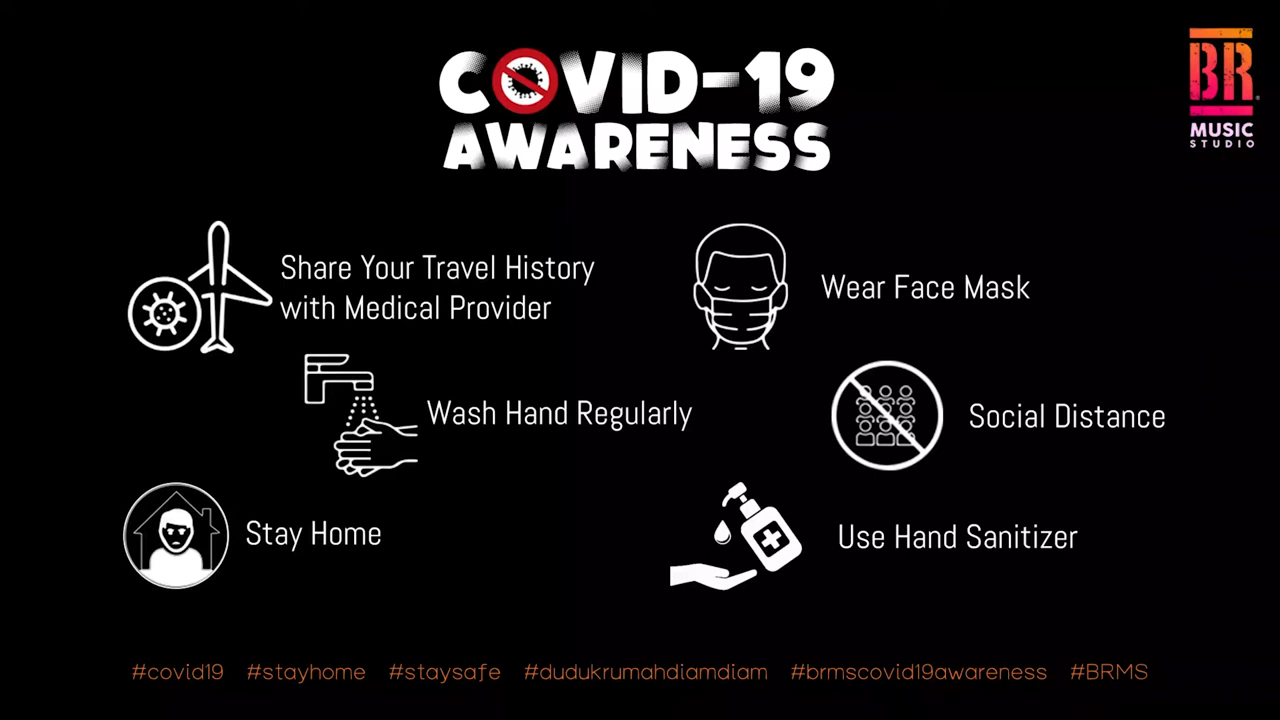 COVID-19
AWARENESS
BR
MUSIC
STUDIO
Share Your Travel History
with Medical Provider
Wear Face Mask
Wash Hand Regularly
Social Distance
Stay Home
Use Hand Sanitizer
#covid19 #stayhome #staysafe #dudukrumahdiamdiam #brmscovid19awareness #BRMS